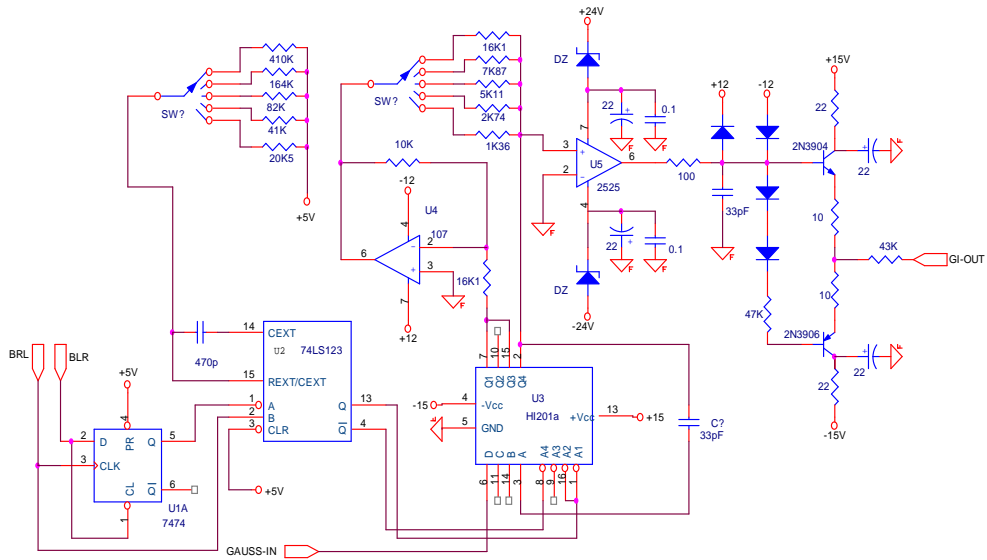 +24V
16K1
7K87
5K11
2K74
1K36
SW?
410K
164K
82K
41K
20K5
SW?
+5V
DZ
22
+
0.1
F
F
7
3
+
2
-
U5
2525
6
4
F
22
+
0.1
F
F
DZ
-24V
100
+12
-12
33pF
F
+15V
22
2N3904
+
22
F
10
43K
GI-OUT
10
47K
2N3906
+
22
F
22
-15V
10K
-12
4
U4
107
6
-
2
+
3
7
F
+12
16K1
470p
14
CEXT
U2
74LS123
15
REXT/CEXT
1
A
2
B
3
CLR
Q
13
QI
4
+5V
BRL
BLR
+5V
4
2
D
PR
Q
5
3
CLK
CL
QI
6
1
U1A
7474
7
10
15
2
Q1
Q2
Q3
Q4
-15
4
-Vcc
5
GND
F
U3
HI201a
+Vcc
13
+15
D
C
B
A
A4
A3
A2
A1
6
11
14
3
8
9
16
1
C?
33pF
GAUSS-IN